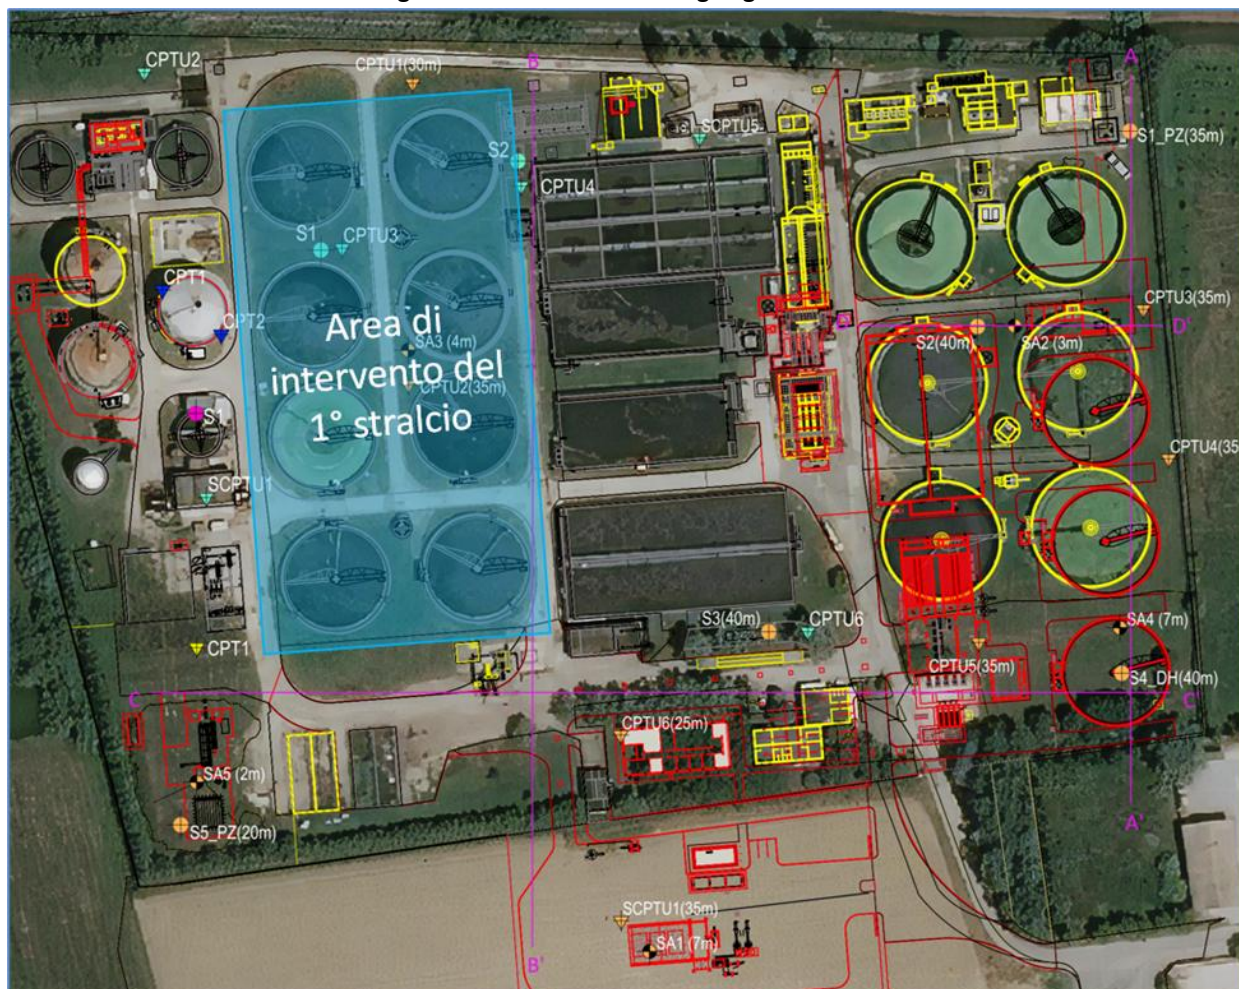 CPTU2
CPTU1(30m)
B
A
SCPTU5
S1_PZ(35m)
S2
CPTU4
S1
CPTU3
CPT1
CPTU3(35m)
CPT2
D'
S2(40m)
SA2 (3m)
Area di
intervento del
1° stralcio
SA3 (4m)
CPTU2(35m)
S1
CPTU4(35
SCPTU1
S3(40m)
CPTU6
SA4 (7m)
CPT1
CPTU5(35m)
S4_DH(40m)
C
C
CPTU6(25m)
SA5 (2m)
S5_PZ(20m)
A'
SCPTU1(35m)
SA1 (7m)
B'